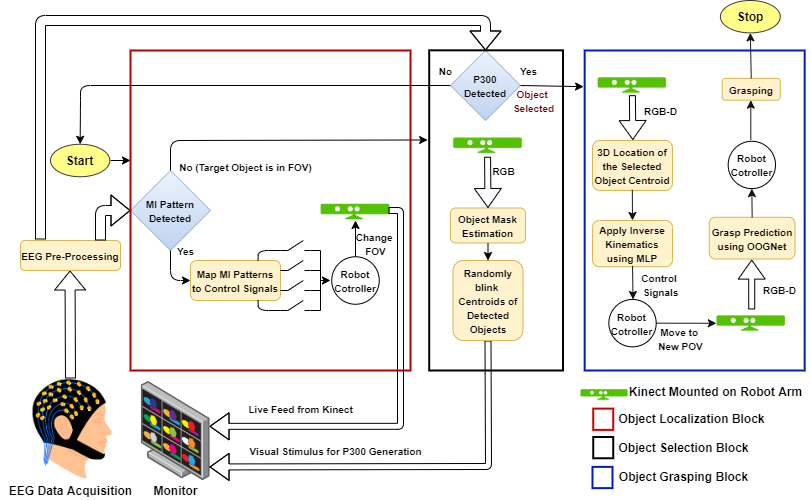 Stop
No
P300
Detected
Yes
Object
Selected
Grasping
RGB-D
Start
No (Target Object is in FOV)
RGB
3D Location of
the Selected
Object Centroid
Robot
Cotroller
MI Pattern
Detected
Object Mask
Estimation
Apply Inverse
Kinematics
using MLP
Grasp Prediction
using OOGNet
EEG Pre-Processing
Yes
Change
FOV
Map MI Patterns
to Control Signals
Robot
Cotroller
Randomly
blink
Centroids of
Detected
Objects
Control
Signals
RGB-D
Robot
Cotroller
Move to
New POV
Kinect Mounted on Robot Arm
Live Feed from Kinect
Object Localization Block
Visual Stimulus for P300 Generation
Object Selection Block
Object Grasping Block
EEG Data Acquisition
Monitor